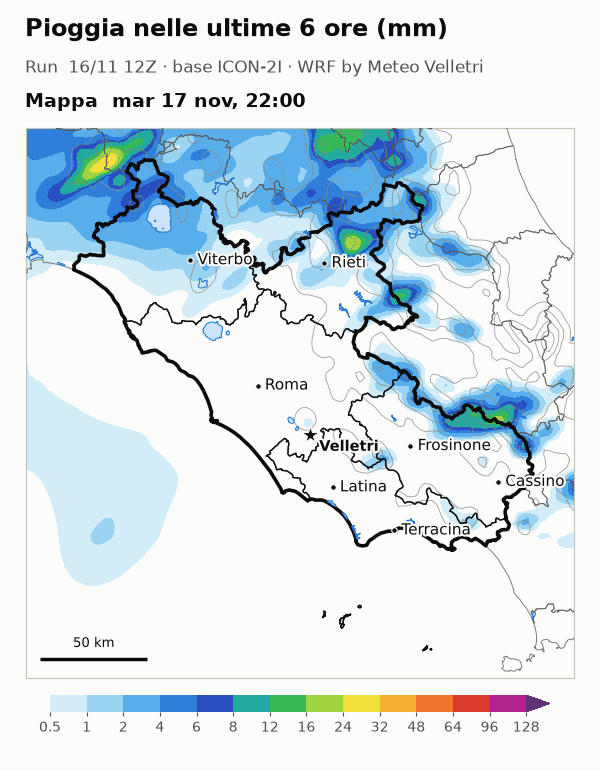 Pioggia nelle ultime 6 ore (mm)
Run 16/11 12Z · base ICON-2I · WRF by Meteo Velletri
Mappa mar 17 nov, 22:00
Viterbo
Rieti
Roma
Velletri
Frosinone
Latina
Cassino
Terracina
50 km
0.5 1 2 4 6 8 12 16 24 32 48 64 96 128